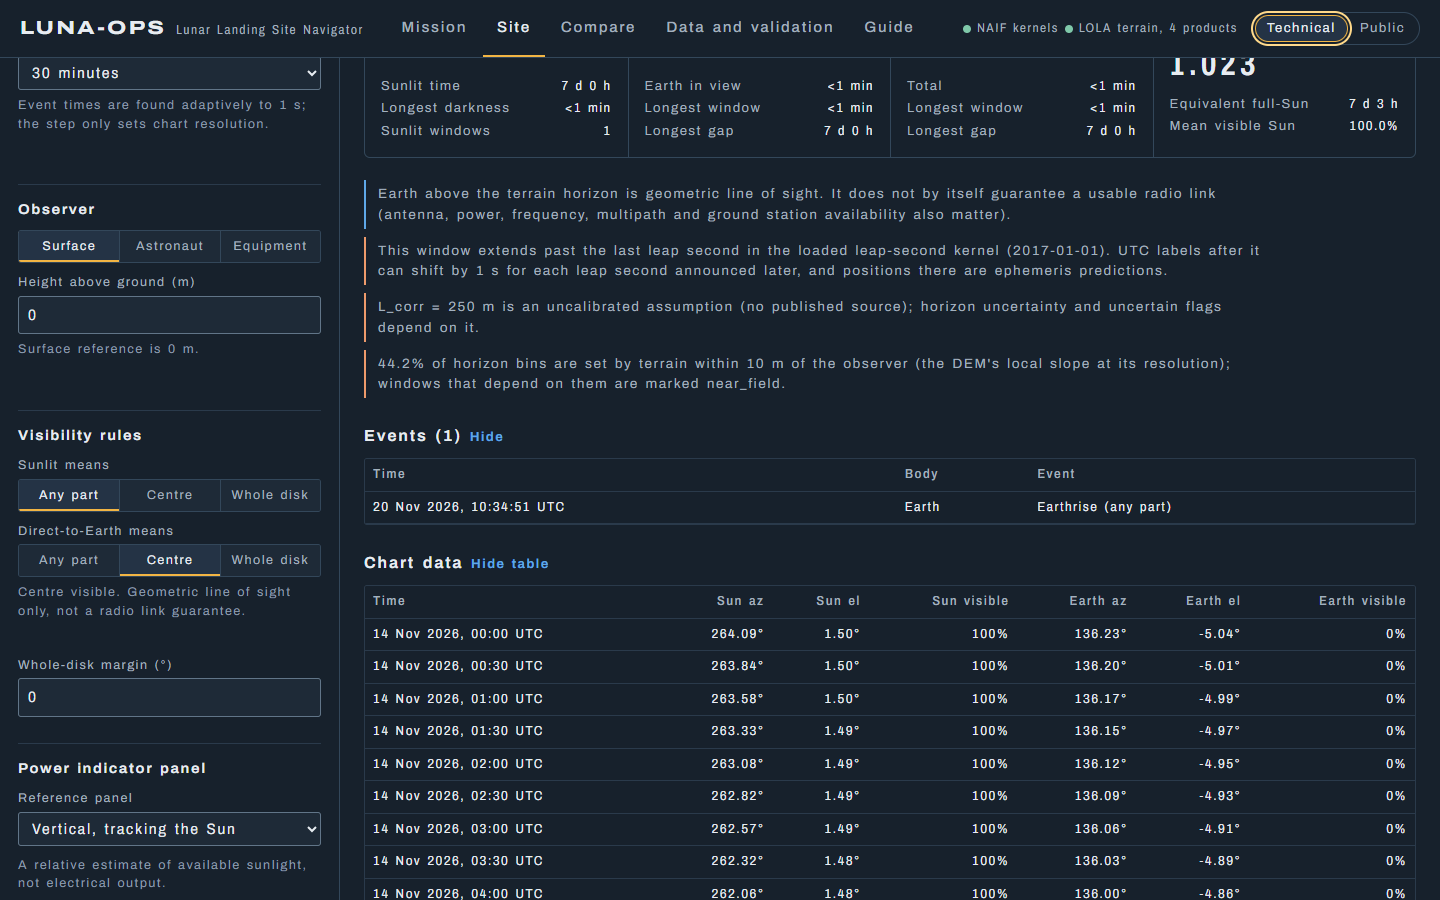 LUNA-OPS Lunar Landing Site Navigator Mission Site Compare Data and validation Guide NAIF kernels LOLA terrain, 4 products Technical Public
30 minutes
Event times are found adaptively to 1 s;
the step only sets chart resolution.
Observer
Surface Astronaut Equipment
Height above ground (m)
0
Surface reference is 0 m.
Visibility rules
Sunlit means
Any part Centre Whole disk
Direct-to-Earth means
Any part Centre Whole disk
Centre visible. Geometric line of sight
only, not a radio link guarantee.
Whole-disk margin (°)
0
Power indicator panel
Reference panel
Vertical, tracking the Sun
A relative estimate of available sunlight,
not electrical output.
Sunlit time 7 d 0 h
Longest darkness <1 min
Sunlit windows 1
Earth in view <1 min
Longest window <1 min
Longest gap 7 d 0 h
Total <1 min
Longest window <1 min
Longest gap 7 d 0 h
1.023
Equivalent full-Sun 7 d 3 h
Mean visible Sun 100.0%
Earth above the terrain horizon is geometric line of sight. It does not by itself guarantee a usable radio link
(antenna, power, frequency, multipath and ground station availability also matter).
This window extends past the last leap second in the loaded leap-second kernel (2017-01-01). UTC labels after it
can shift by 1 s for each leap second announced later, and positions there are ephemeris predictions.
L_corr = 250 m is an uncalibrated assumption (no published source); horizon uncertainty and uncertain flags
depend on it.
44.2% of horizon bins are set by terrain within 10 m of the observer (the DEM's local slope at its resolution);
windows that depend on them are marked near_field.
Events (1) Hide
Time Body Event
20 Nov 2026, 10:34:51 UTC Earth Earthrise (any part)
Chart data Hide table
Time Sun az Sun el Sun visible Earth az Earth el Earth visible
14 Nov 2026, 00:00 UTC 264.09° 1.50° 100% 136.23° -5.04° 0%
14 Nov 2026, 00:30 UTC 263.84° 1.50° 100% 136.20° -5.01° 0%
14 Nov 2026, 01:00 UTC 263.58° 1.50° 100% 136.17° -4.99° 0%
14 Nov 2026, 01:30 UTC 263.33° 1.49° 100% 136.15° -4.97° 0%
14 Nov 2026, 02:00 UTC 263.08° 1.49° 100% 136.12° -4.95° 0%
14 Nov 2026, 02:30 UTC 262.82° 1.49° 100% 136.09° -4.93° 0%
14 Nov 2026, 03:00 UTC 262.57° 1.49° 100% 136.06° -4.91° 0%
14 Nov 2026, 03:30 UTC 262.32° 1.48° 100% 136.03° -4.89° 0%
14 Nov 2026, 04:00 UTC 262.06° 1.48° 100% 136.00° -4.86° 0%